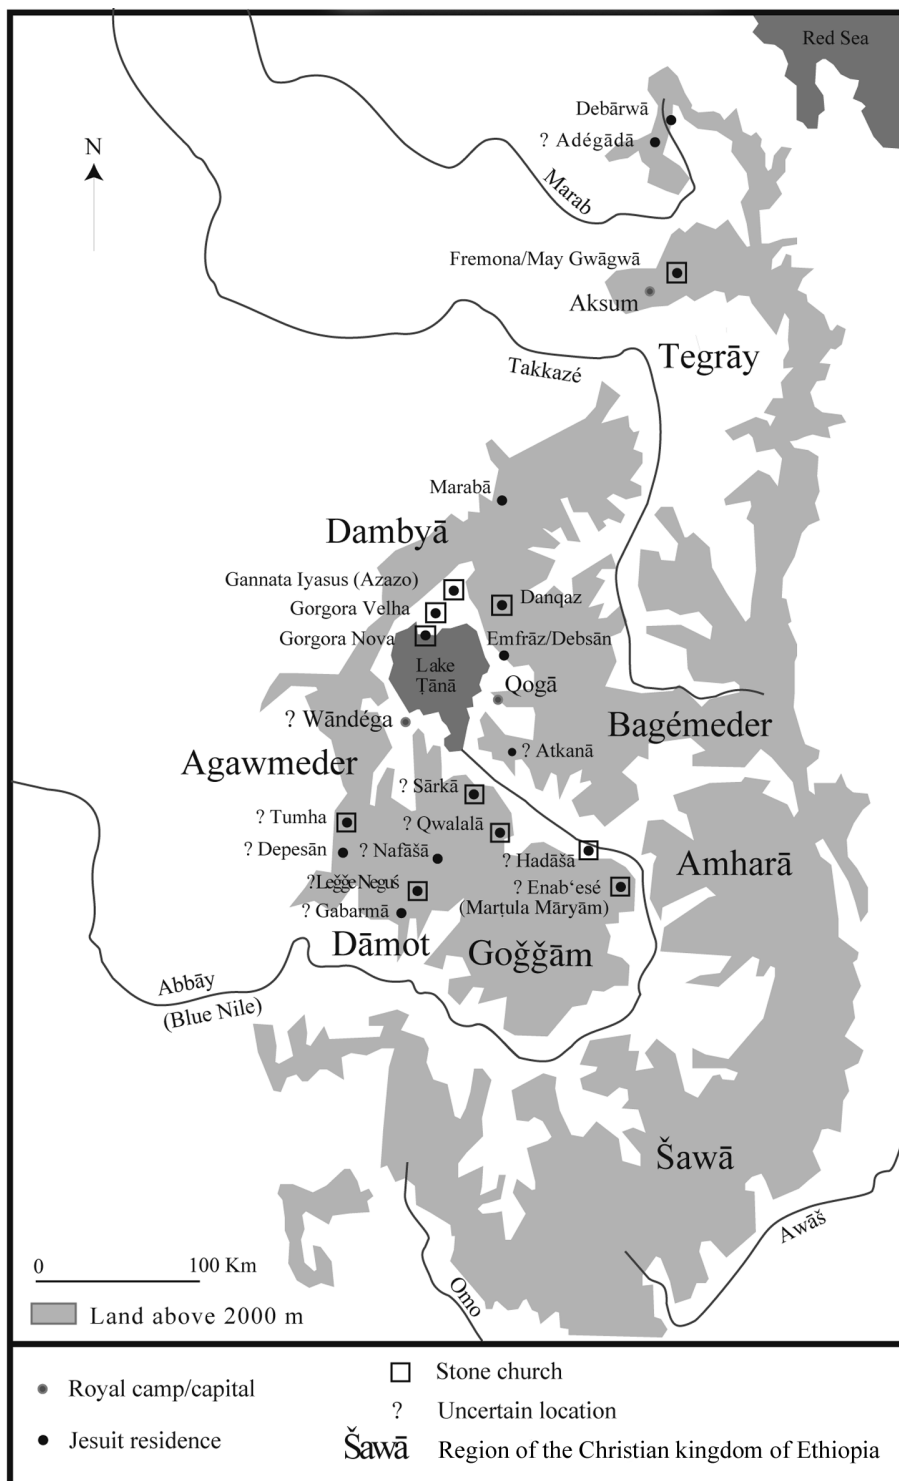 Red Sea
Debārwā
? Adégādā
N
Marab
Fremona/May Gwāgwā
Aksum
Tegrāy
Takkazé
Marabā
Dambyā
Gannata Iyasus (Azazo)
Danqaz
Gorgora Velha
Gorgora Nova
Emfrāz/Debsān
Lake
Ṭānā
Qogā
? Wāndéga
Bagémeder
? Atkanā
Agawmeder
? Sārkā
? Tumha
? Qwalalā
? Depesān
? Nafāšā
? Hadāšā
Amharā
?Leǧǧe Neguś
? Enab‘esé
(Marṭula Māryām)
? Gabarmā
Dāmot
Goǧǧām
Abbāy
(Blue Nile)
Šawā
Awāš
0 100 Km
Omo
Land above 2000 m
Royal camp/capital
Jesuit residence
Stone church
? Uncertain location
Šawā Region of the Christian kingdom of Ethiopia